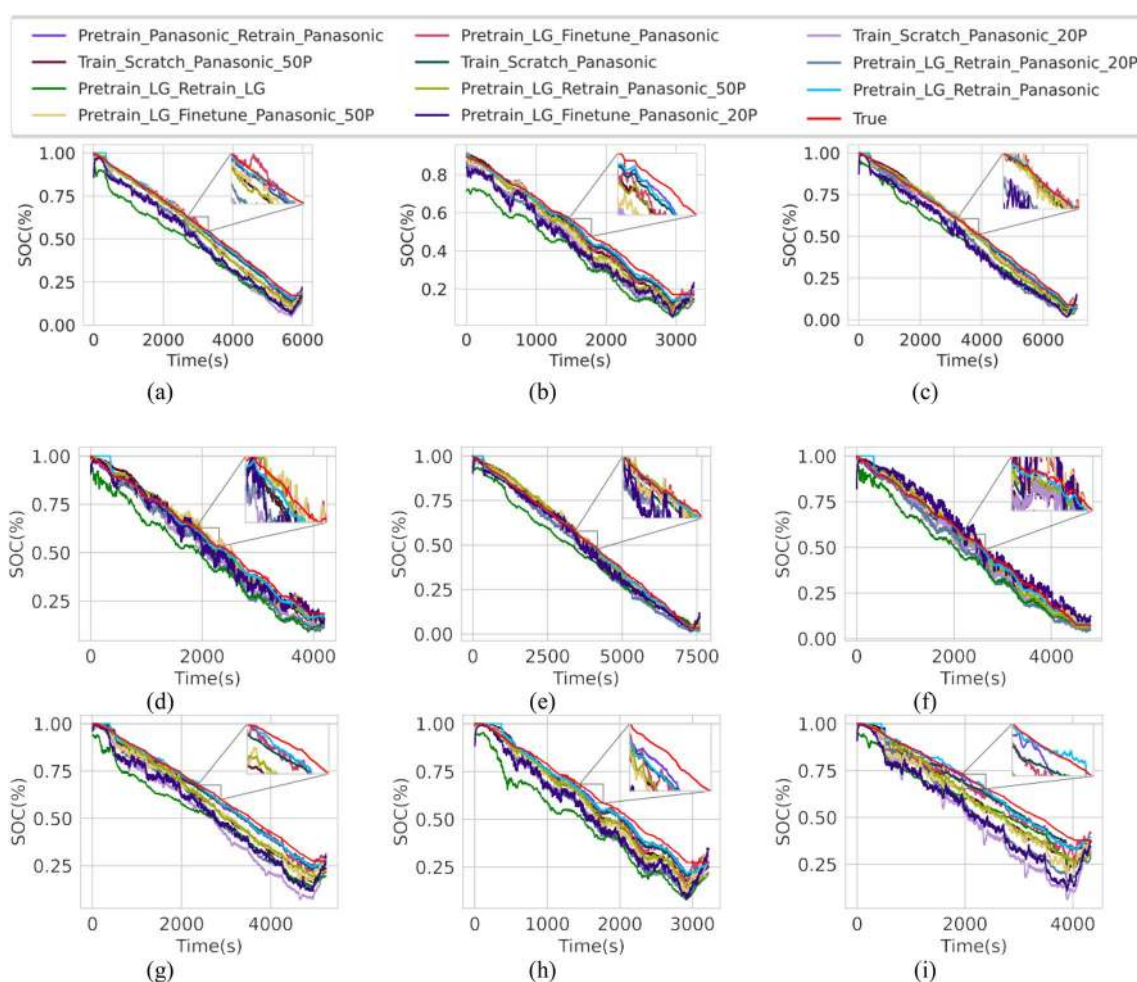 Pretrain_Panasonic_Retrain_Panasonic Pretrain_LG_Finetune_Panasonic Train_Scratch_Panasonic_20P
Train_Scratch_Panasonic_50P Train_Scratch_Panasonic Pretrain_LG_Retrain_Panasonic_20P
Pretrain_LG_Retrain_LG Pretrain_LG_Retrain_Panasonic_50P Pretrain_LG_Retrain_Panasonic
Pretrain_LG_Finetune_Panasonic_50P Pretrain_LG_Finetune_Panasonic_20P True
SOC(%)
1.00
0.75
0.50
0.25
0.00
0 2000 4000 6000
Time(s)
(a)
SOC(%)
0.8
0.6
0.4
0.2
0 1000 2000 3000
Time(s)
(b)
SOC(%)
1.00
0.75
0.50
0.25
0.00
0 2000 4000 6000
Time(s)
(c)
SOC(%)
1.00
0.75
0.50
0.25
0 2000 4000
Time(s)
(d)
SOC(%)
1.00
0.75
0.50
0.25
0.00
0 2500 5000 7500
Time(s)
(e)
SOC(%)
1.00
0.75
0.50
0.25
0.00
0 2000 4000
Time(s)
(f)
SOC(%)
1.00
0.75
0.50
0.25
0 2000 4000
Time(s)
(g)
SOC(%)
1.00
0.75
0.50
0.25
0 1000 2000 3000
Time(s)
(h)
SOC(%)
1.00
0.75
0.50
0.25
0 1000 2000 3000 4000
Time(s)
(i)